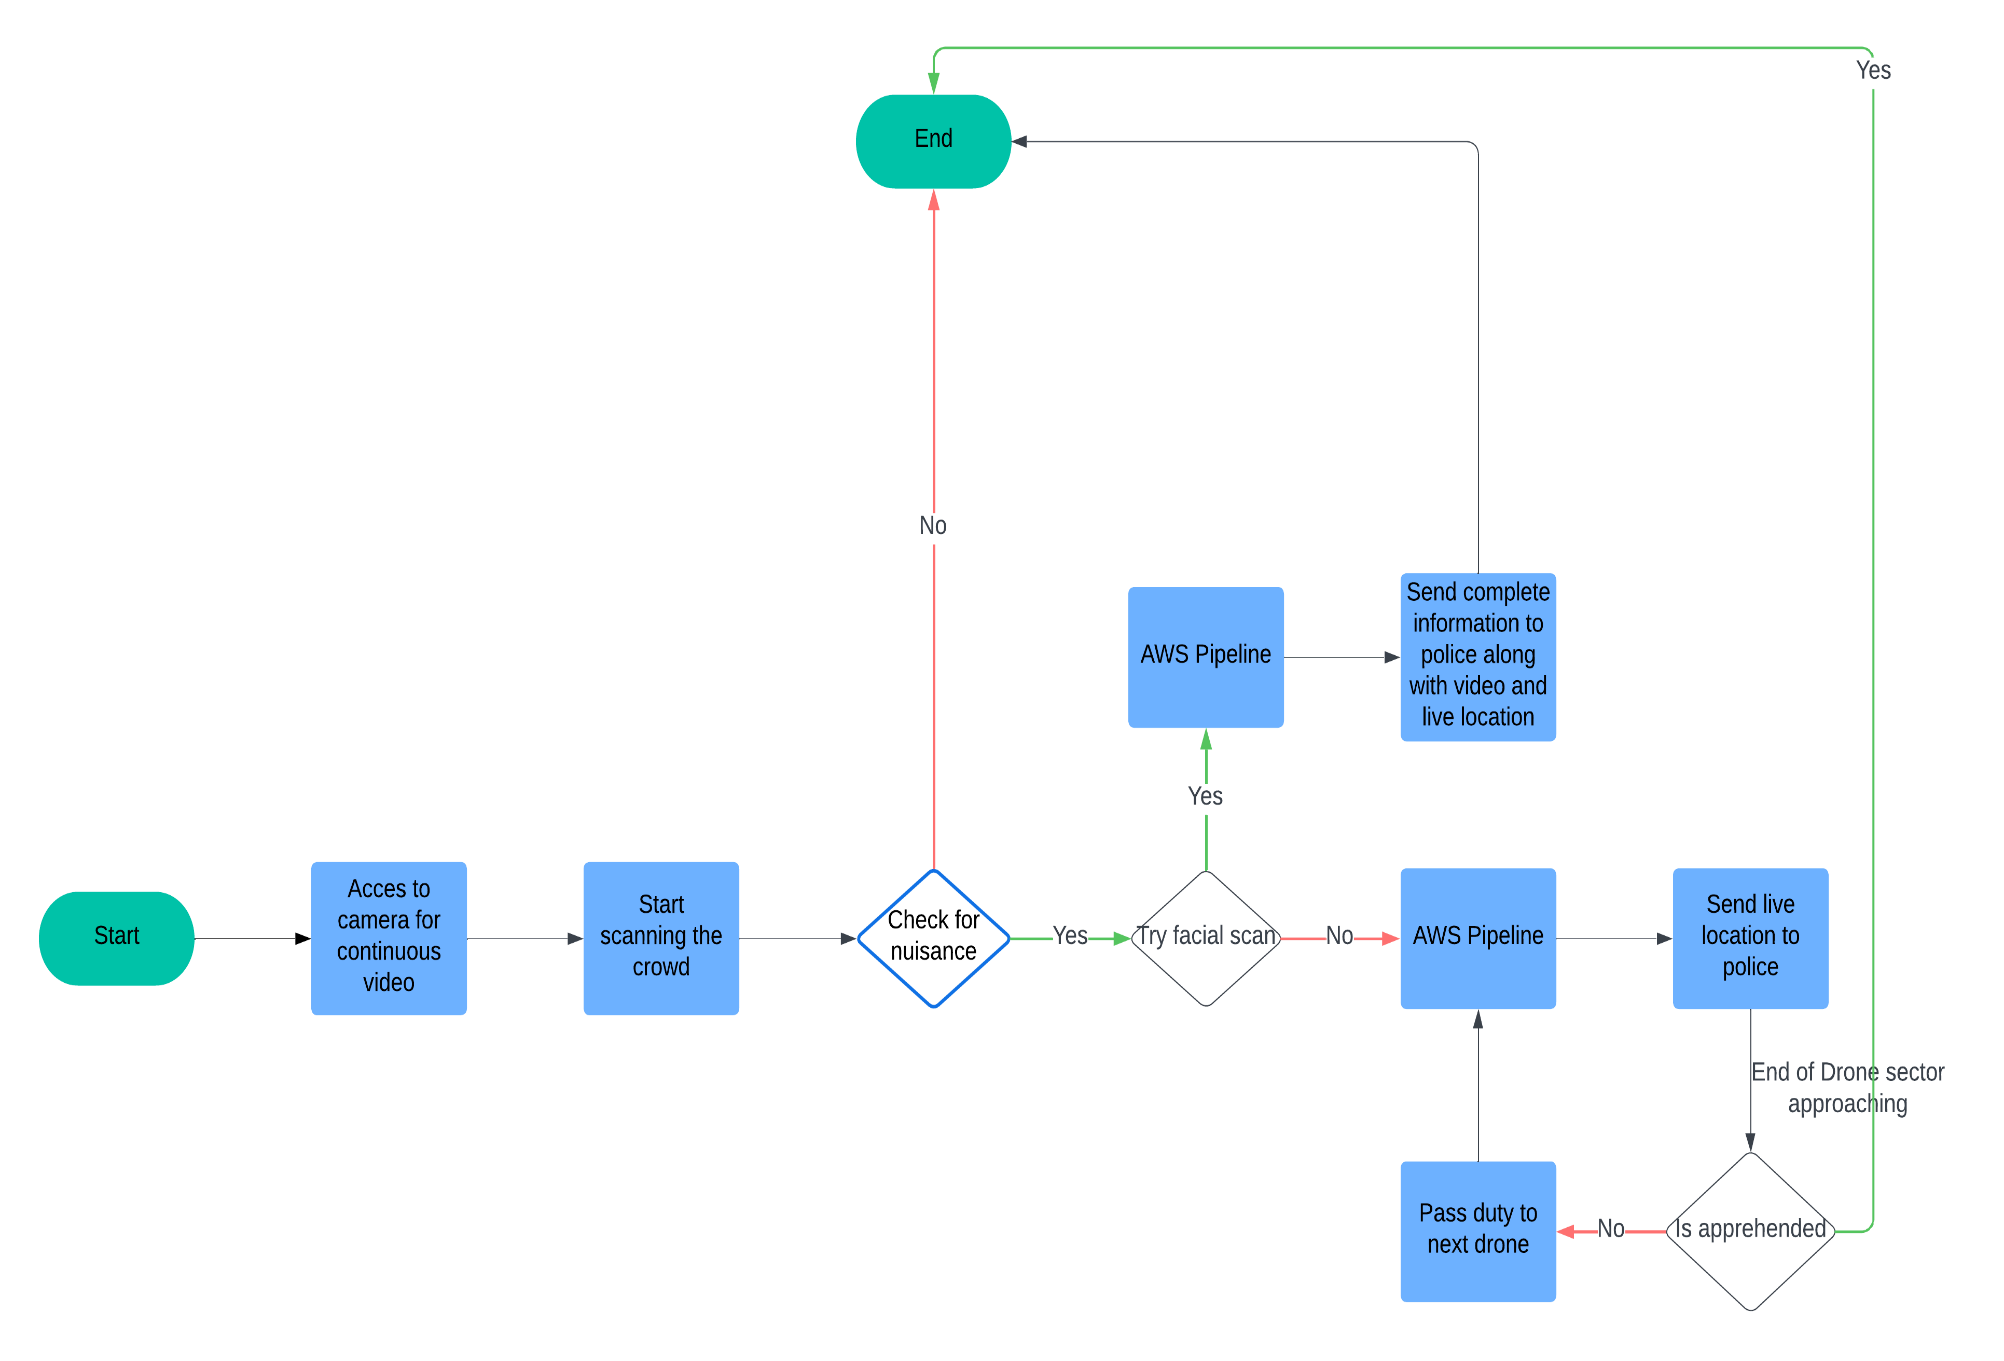 Yes
End
No
Send complete
information to
police along
with video and
live location
AWS Pipeline
Yes
Start
Acces to
camera for
continuous
video
Start
scanning the
crowd
Check for
nuisance
Yes
Try facial scan
No
AWS Pipeline
Send live
location to
police
End of Drone sector
approaching
Pass duty to
next drone
No
Is apprehended